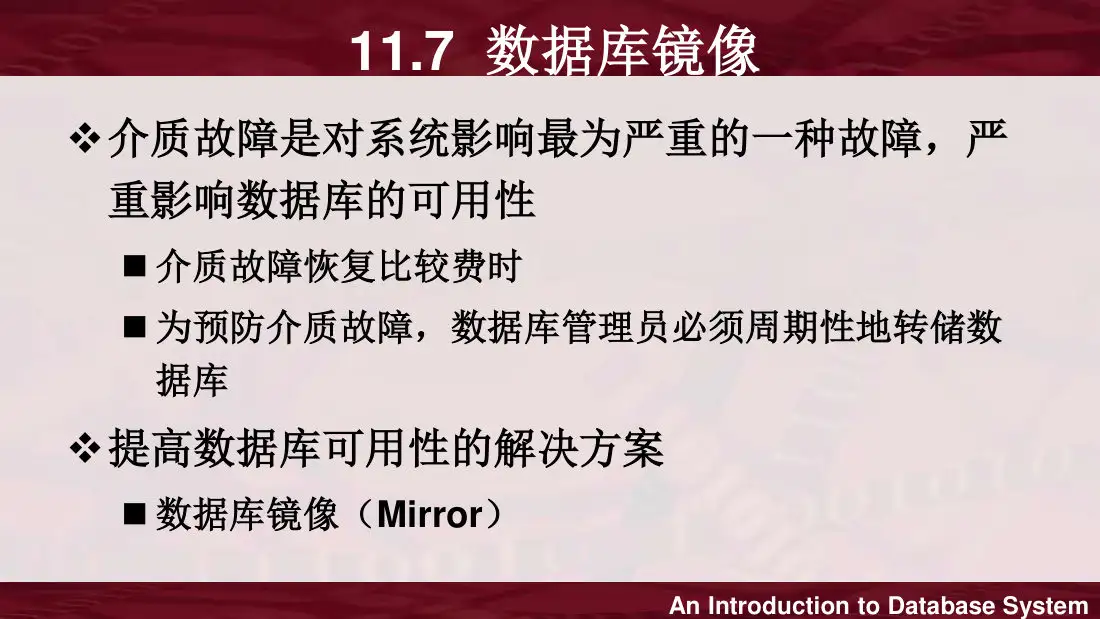 11.7 数据库镜像
❖介质故障是对系统影响最为严重的一种故障，严
重影响数据库的可用性
■ 介质故障恢复比较费时
■ 为预防介质故障，数据库管理员必须周期性地转储数
据库
❖提高数据库可用性的解决方案
■ 数据库镜像（Mirror）
An Introduction to Database System